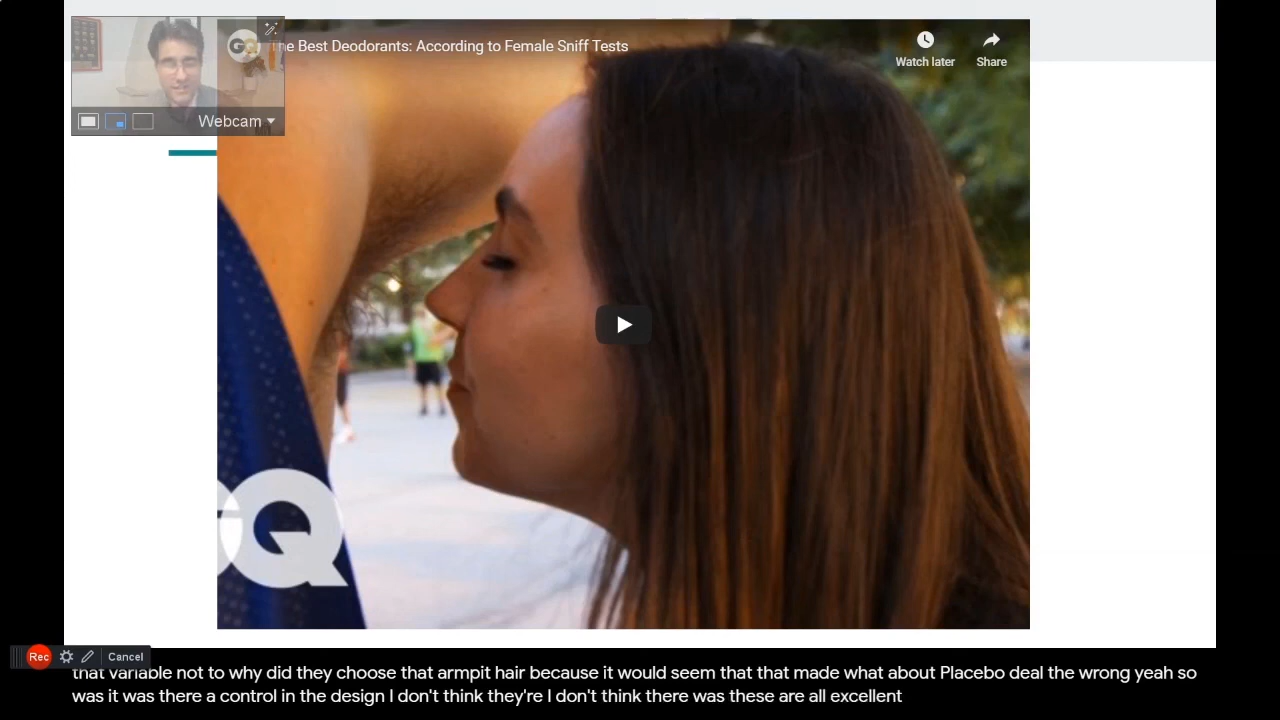 GQ
he Best Deodorants: According to Female Sniff Tests
Watch later
Share
Webcam
GQ
Rec
Cancel
that variable not to why did they choose that armpit hair because it would seem that that made what about Placebo deal the wrong yeah so
was it was there a control in the design I don't think they're I don't think there was these are all excellent